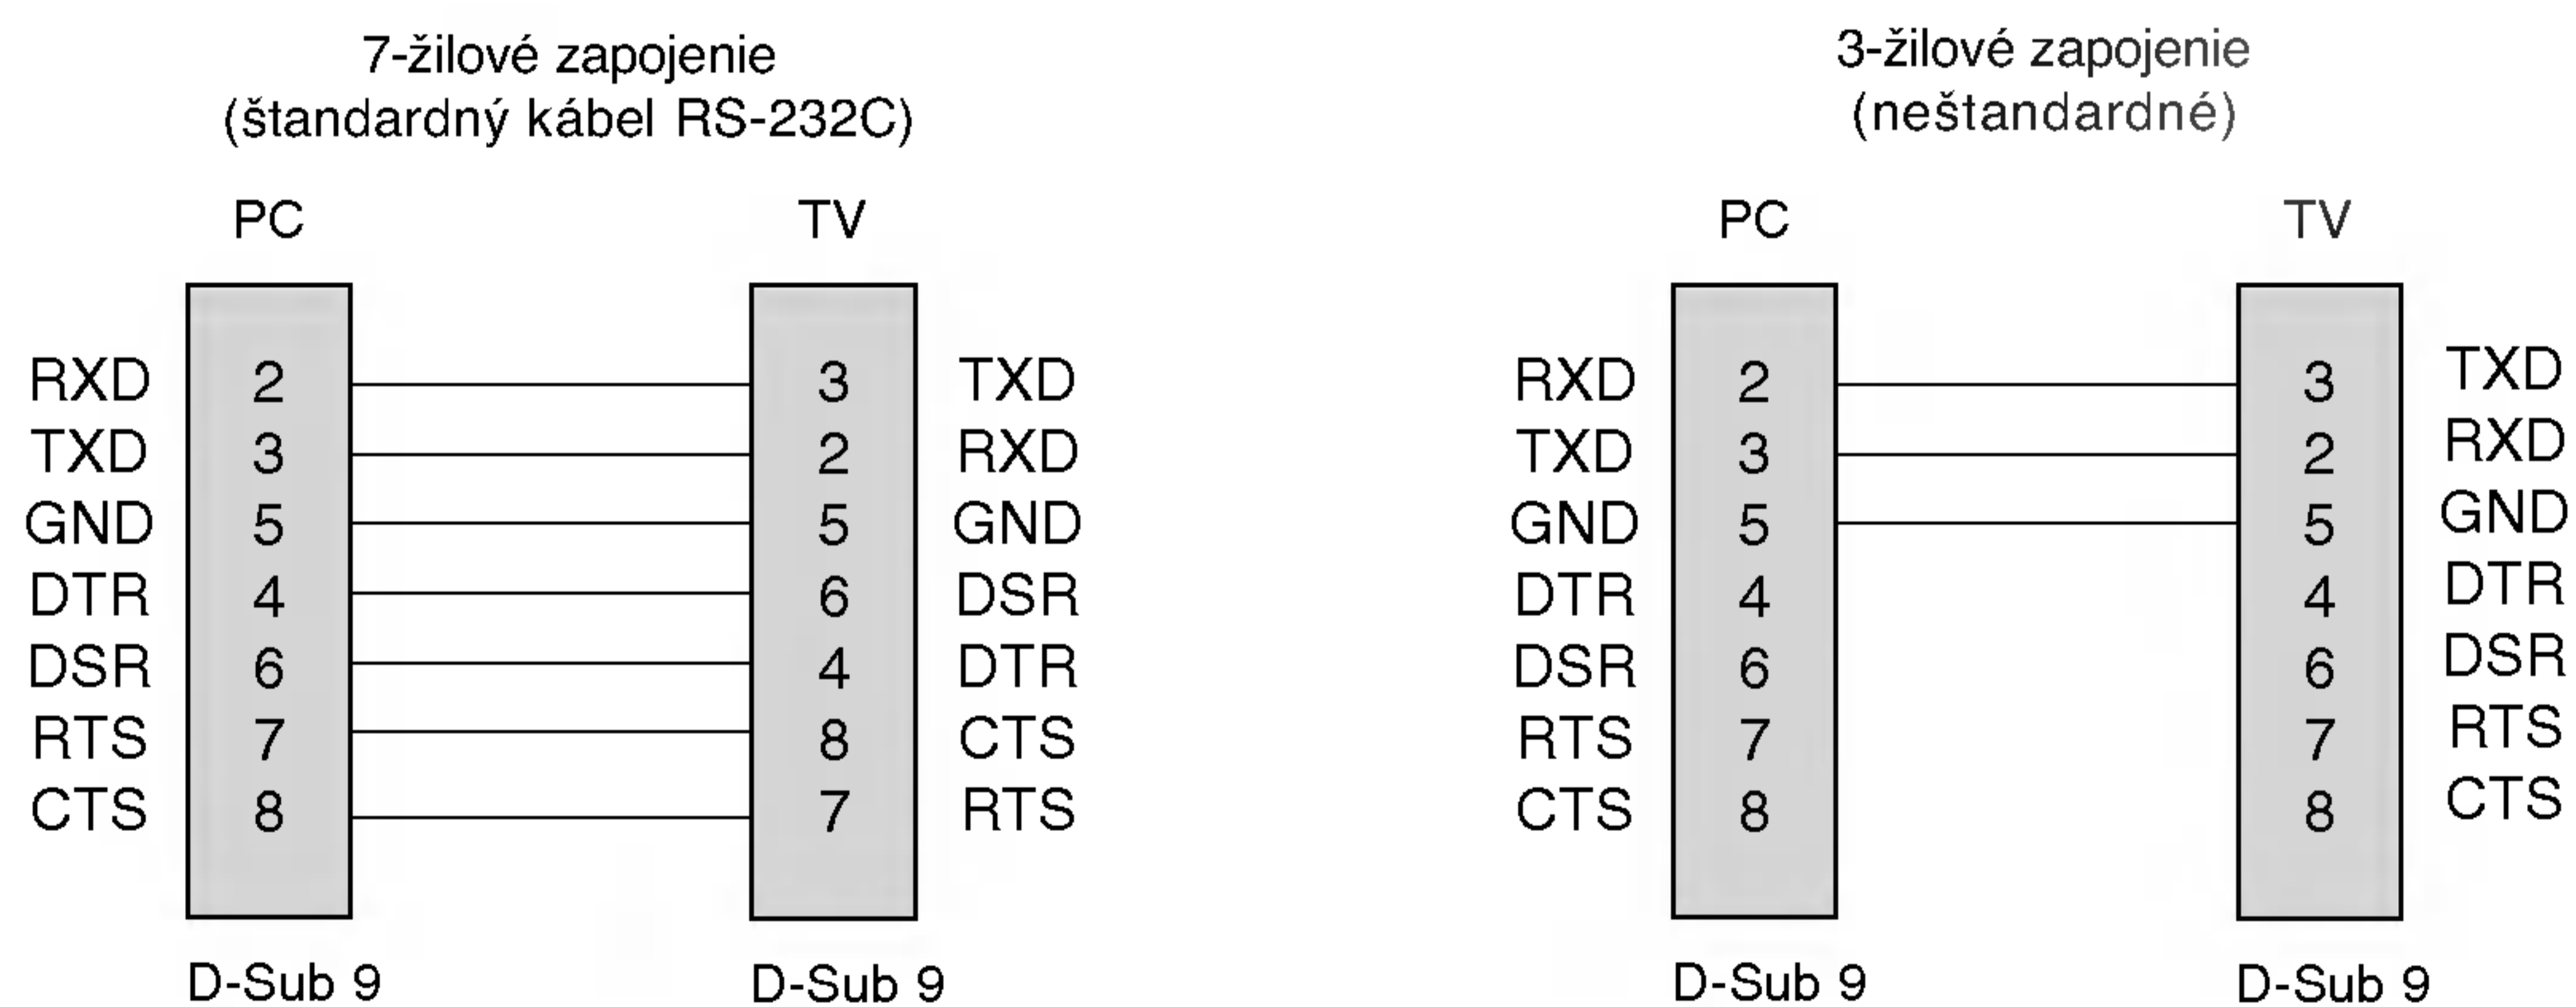 7-žilové zapojenie
(štandardný kábel RS-232C)
PC TV
RXD 2 3 TXD
TXD 3 2 RXD
GND 5 5 GND
DTR 4 6 DSR
DSR 6 4 DTR
RTS 7 8 CTS
CTS 8 7 RTS
D-Sub 9 D-Sub 9
3-žilové zapojenie
(neštandardné)
PC TV
RXD 2 3 TXD
TXD 3 2 RXD
GND 5 5 GND
DTR 4 4 DTR
DSR 6 6 DSR
RTS 7 7 RTS
CTS 8 8 CTS
D-Sub 9 D-Sub 9